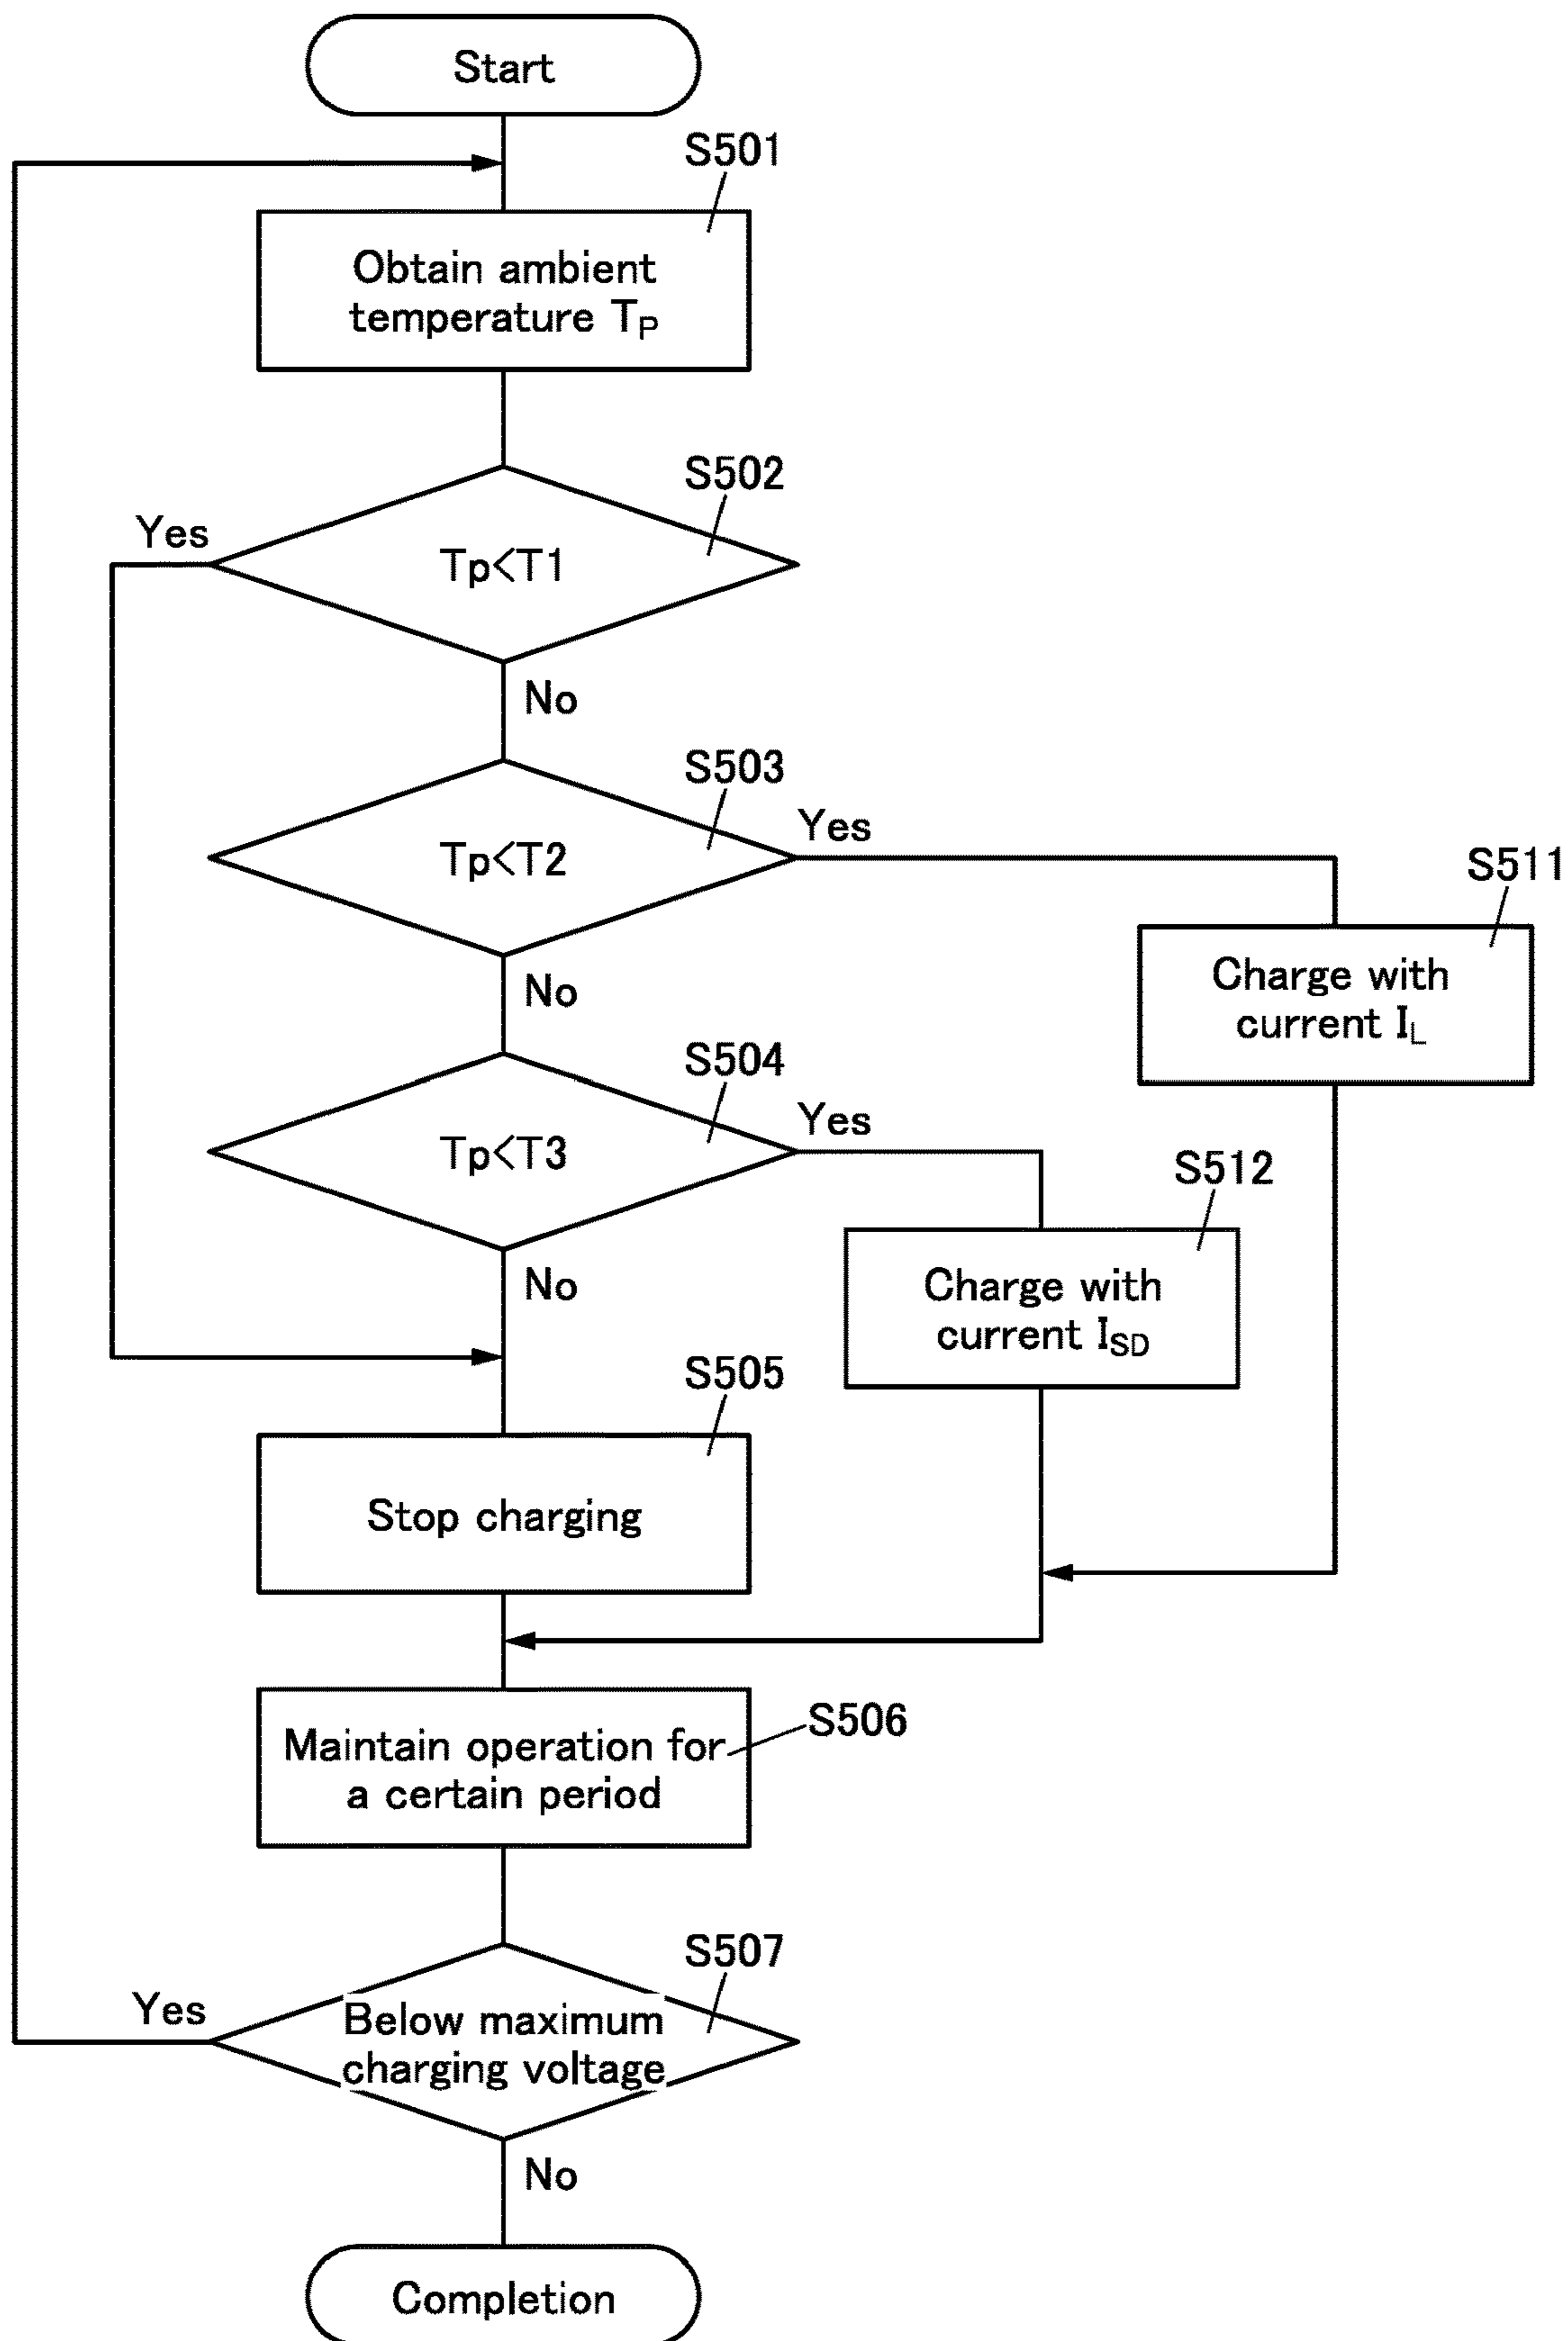 Start
S501
Obtain ambient
temperature TP
S502
Yes
Tp<T1
No
S503
Yes
Tp<T2
S511
Charge with
current IL
No
S504
Yes
Tp<T3
S512
Charge with
current ISD
No
S505
Stop charging
S506
Maintain operation for
a certain period
S507
Yes
Below maximum
charging voltage
No
Completion